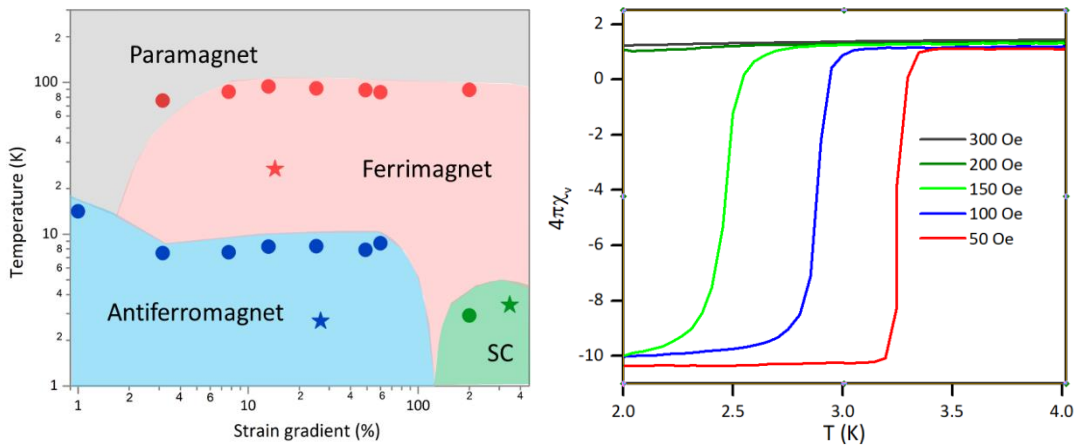 Paramagnet
Ferrimagnet
Antiferromagnet
SC
Temperature (K)
2
100
8
6
4
2
10
8
6
4
2
1
1 2 4 6 8 10 2 4 6 8 100 2 4
Strain gradient (%)
4πχv
2
0
-2
-4
-6
-8
-10
2.0 2.5 3.0 3.5 4.0
T (K)
300 Oe
200 Oe
150 Oe
100 Oe
50 Oe